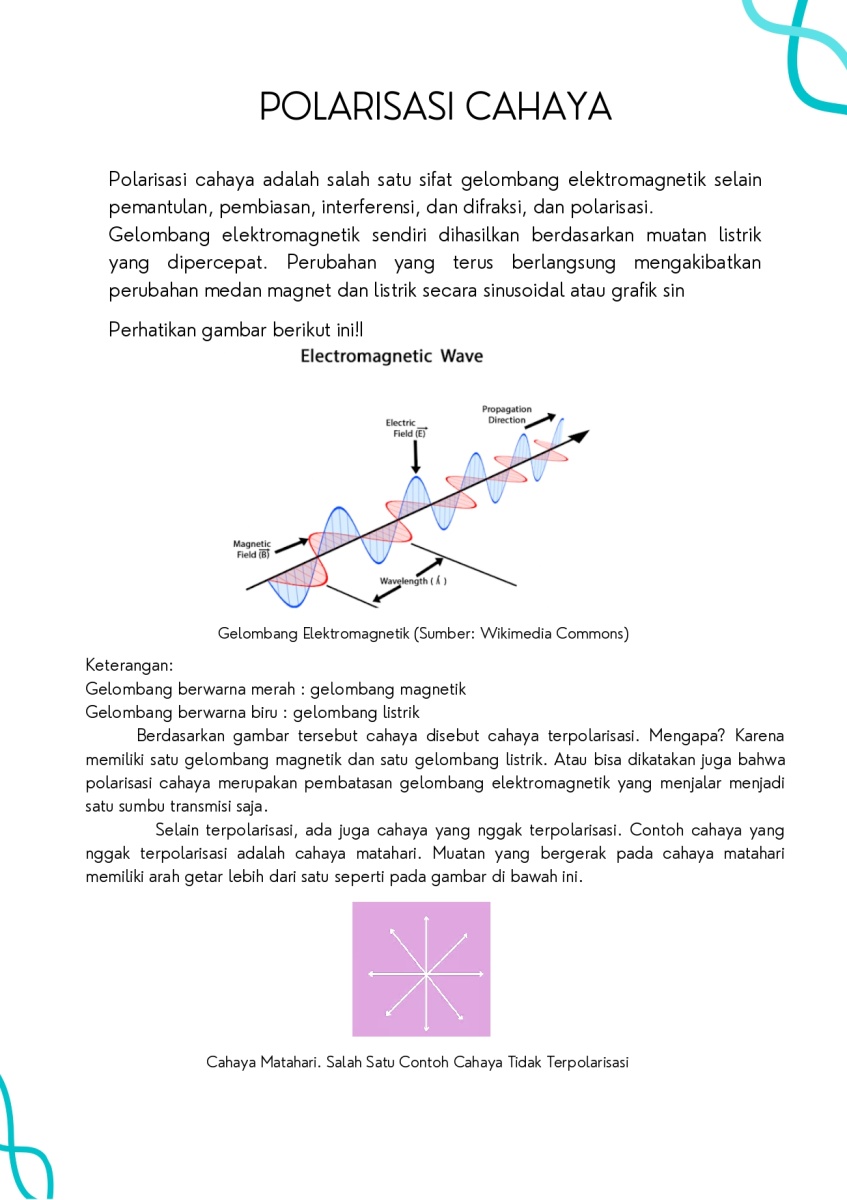 POLARISASI CAHAYA
Polarisasi cahaya adalah salah satu sifat gelombang elektromagnetik selain
pemantulan, pembiasan, interferensi, dan difraksi, dan polarisasi.
Gelombang elektromagnetik sendiri dihasilkan berdasarkan muatan listrik
yang dipercepat. Perubahan yang terus berlangsung mengakibatkan
perubahan medan magnet dan listrik secara sinusoidal atau grafik sin
Perhatikan gambar berikut ini!!
Electromagnetic Wave
Propagation
Direction
Electric
Field (E)
Magnetic
Field (B)
Wavelength ( λ )
Gelombang Elektromagnetik (Sumber: Wikimedia Commons)
Keterangan:
Gelombang berwarna merah : gelombang magnetik
Gelombang berwarna biru : gelombang listrik
Berdasarkan gambar tersebut cahaya disebut cahaya terpolarisasi. Mengapa? Karena
memiliki satu gelombang magnetik dan satu gelombang listrik. Atau bisa dikatakan juga bahwa
polarisasi cahaya merupakan pembatasan gelombang elektromagnetik yang menjalar menjadi
satu sumbu transmisi saja.
Selain terpolarisasi, ada juga cahaya yang nggak terpolarisasi. Contoh cahaya yang
nggak terpolarisasi adalah cahaya matahari. Muatan yang bergerak pada cahaya matahari
memiliki arah getar lebih dari satu seperti pada gambar di bawah ini.
Cahaya Matahari. Salah Satu Contoh Cahaya Tidak Terpolarisasi